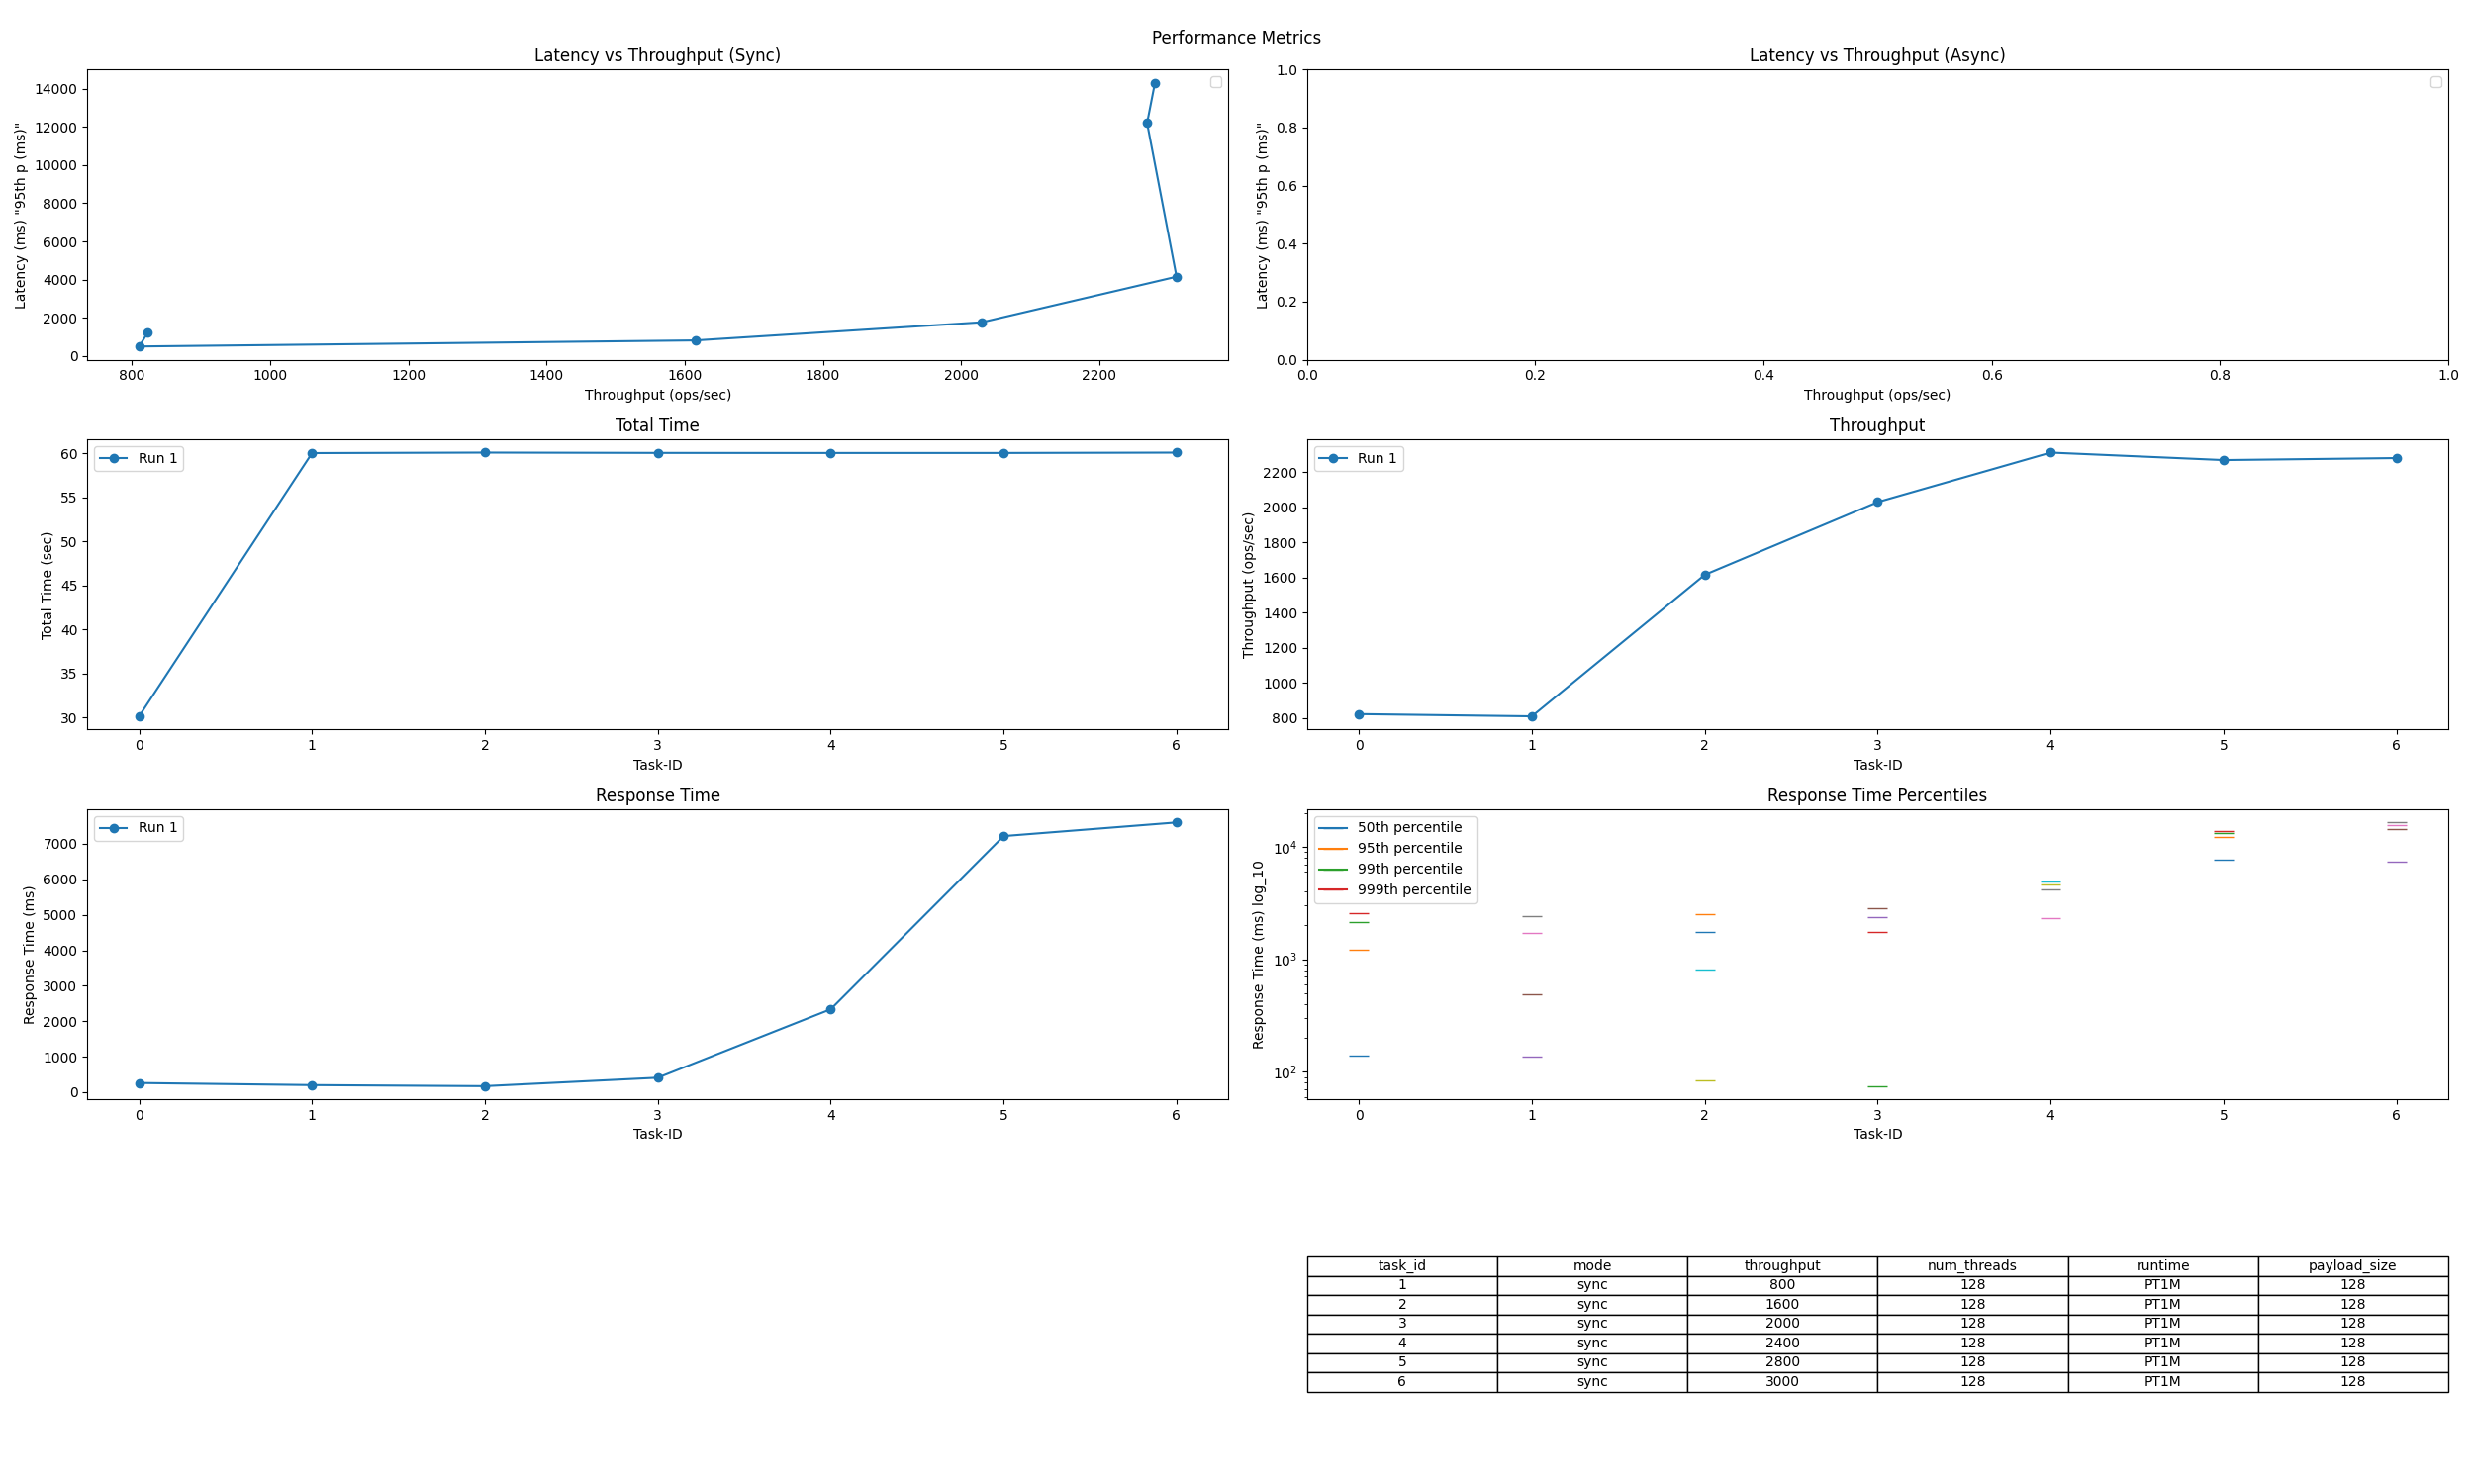 Performance Metrics
Latency vs Throughput (Sync)
14000
12000
10000
8000
6000
4000
2000
0
Latency (ms) "95th p (ms)"
800 1000 1200 1400 1600 1800 2000 2200
Throughput (ops/sec)
Latency vs Throughput (Async)
1.0
0.8
0.6
0.4
0.2
0.0
Latency (ms) "95th p (ms)"
0.0 0.2 0.4 0.6 0.8 1.0
Throughput (ops/sec)
Total Time
Run 1
60
55
50
45
40
35
30
Total Time (sec)
0 1 2 3 4 5 6
Task-ID
Throughput
Run 1
2200
2000
1800
1600
1400
1200
1000
800
Throughput (ops/sec)
0 1 2 3 4 5 6
Task-ID
Response Time
Run 1
7000
6000
5000
4000
3000
2000
1000
0
Response Time (ms)
0 1 2 3 4 5 6
Task-ID
Response Time Percentiles
50th percentile
95th percentile
99th percentile
999th percentile
10⁴
10³
10²
Response Time (ms) log_10
0 1 2 3 4 5 6
Task-ID
task_id mode throughput num_threads runtime payload_size
1 sync 800 128 PT1M 128
2 sync 1600 128 PT1M 128
3 sync 2000 128 PT1M 128
4 sync 2400 128 PT1M 128
5 sync 2800 128 PT1M 128
6 sync 3000 128 PT1M 128